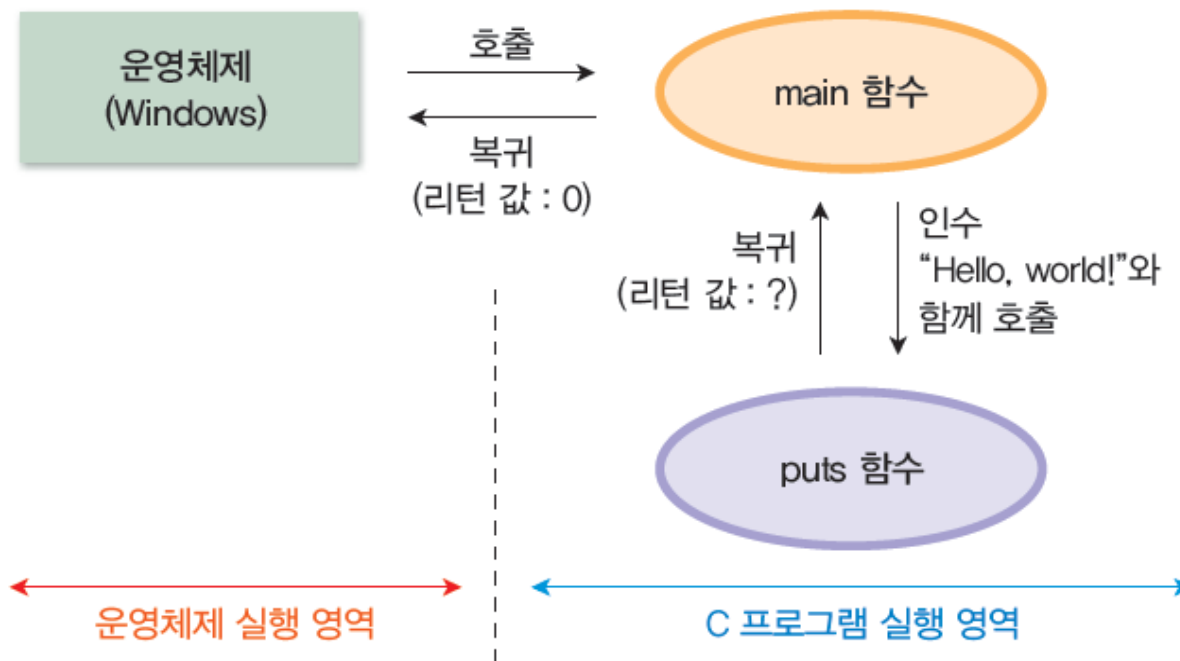 운영체제
(Windows)
호출
복귀
(리턴 값 : 0)
main 함수
복귀
(리턴 값 : ?)
인수
“Hello, world!”와
함께 호출
puts 함수
운영체제 실행 영역
C 프로그램 실행 영역